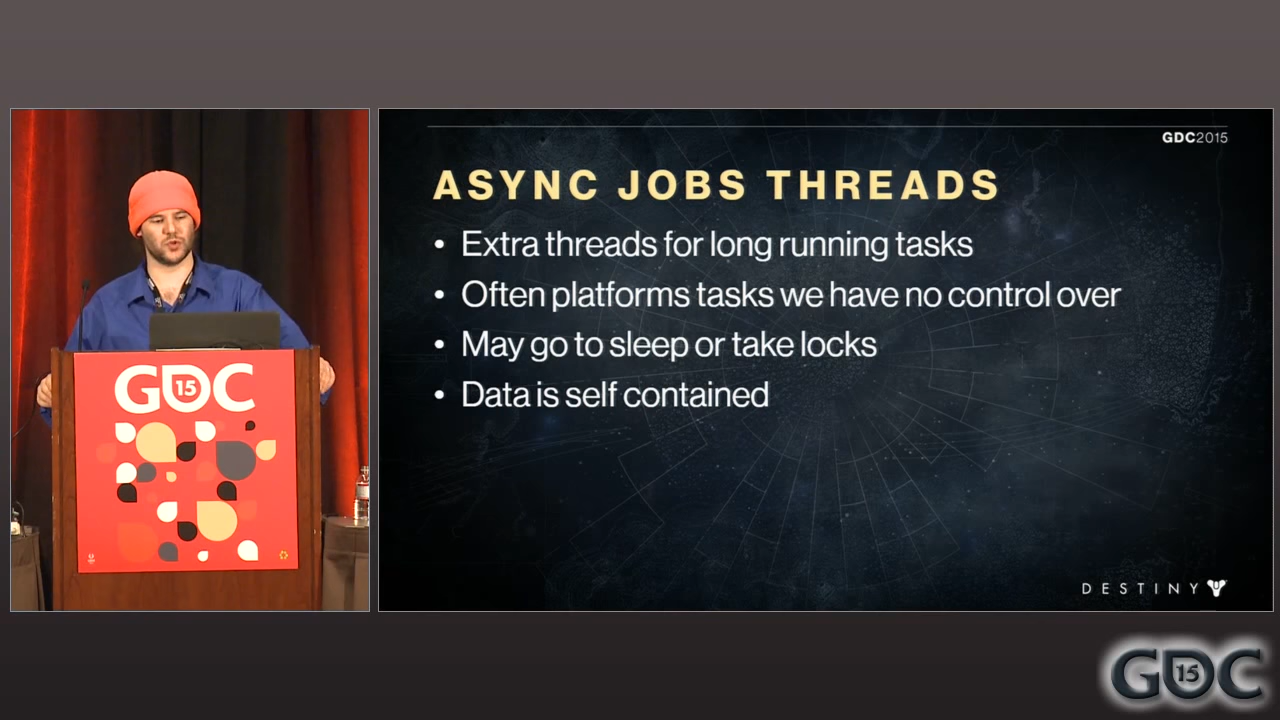 GDC2015
ASYNC JOBS THREADS
• Extra threads for long running tasks
• Often platforms tasks we have no control over
• May go to sleep or take locks
• Data is self contained
DESTINY
GDC 15
GDC 15